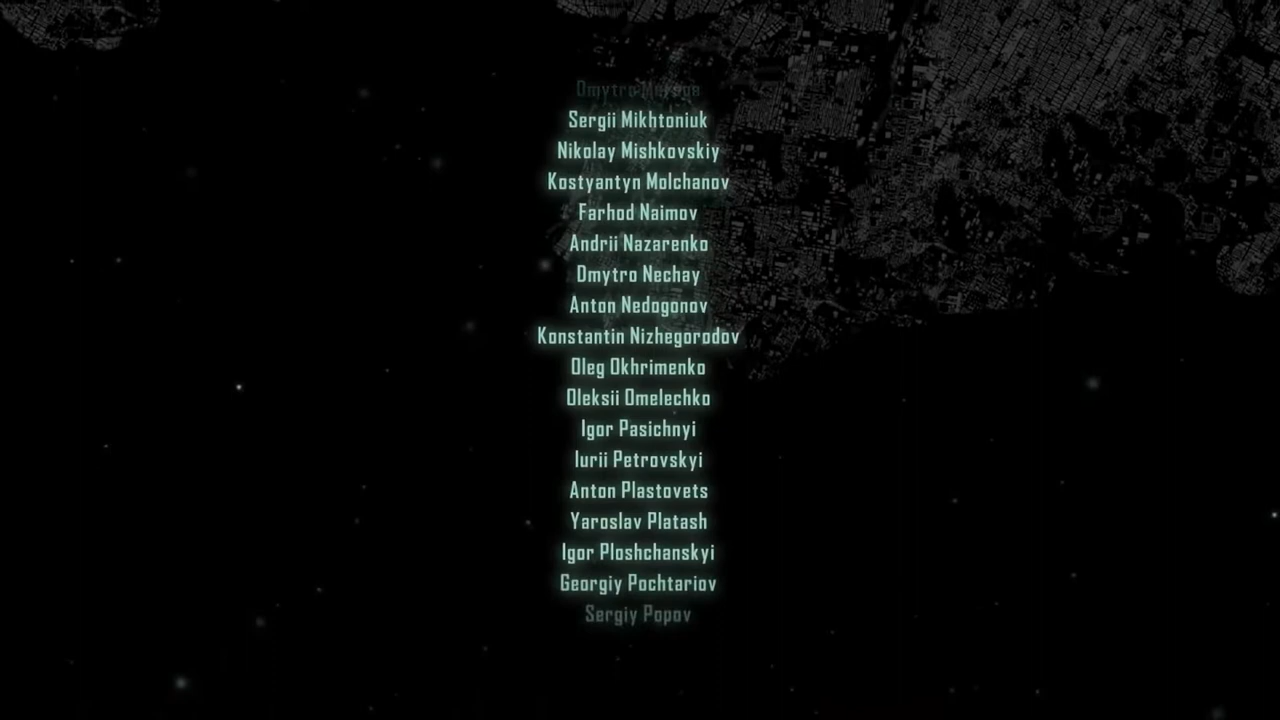 Dmytro
Sergii Mikhtoniuk
Nikolay Mishkovskiy
Kostyantyn Molchanov
Farhod Naimov
Andrii Nazarenko
Dmytro Nechay
Anton Nedogonov
Konstantin Nizhegorodov
Oleg Okhrimenko
Oleksii Omelechko
Igor Pasichnyi
Iurii Petrovskyi
Anton Plastovets
Yaroslav Platash
Igor Ploshchanskyi
Georgiy Pochtariov
Sergiy Popov